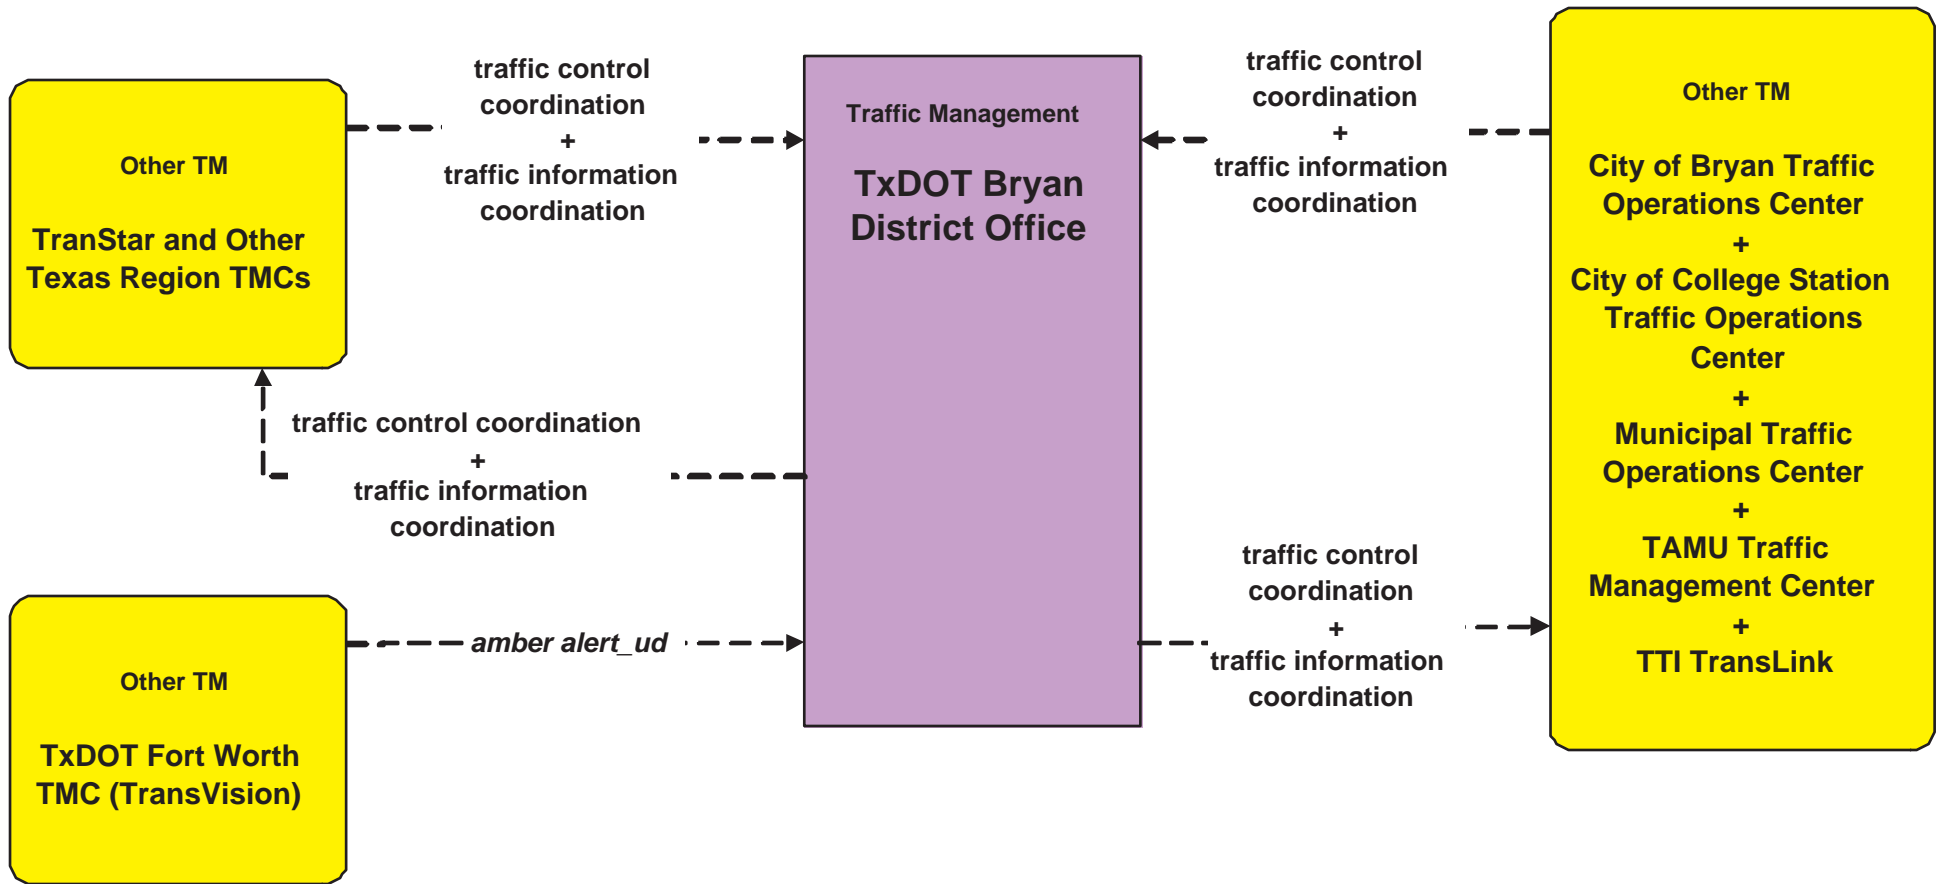 Other TM
TranStar and Other
Texas Region TMCs
traffic control
coordination
+
traffic information
coordination
traffic control coordination
+
traffic information
coordination
Other TM
TxDOT Fort Worth
TMC (TransVision)
amber alert_ud
Traffic Management
TxDOT Bryan
District Office
traffic control
coordination
+
traffic information
coordination
traffic control
coordination
+
traffic information
coordination
Other TM
City of Bryan Traffic
Operations Center
+
City of College Station
Traffic Operations
Center
+
Municipal Traffic
Operations Center
+
TAMU Traffic
Management Center
+
TTI TransLink